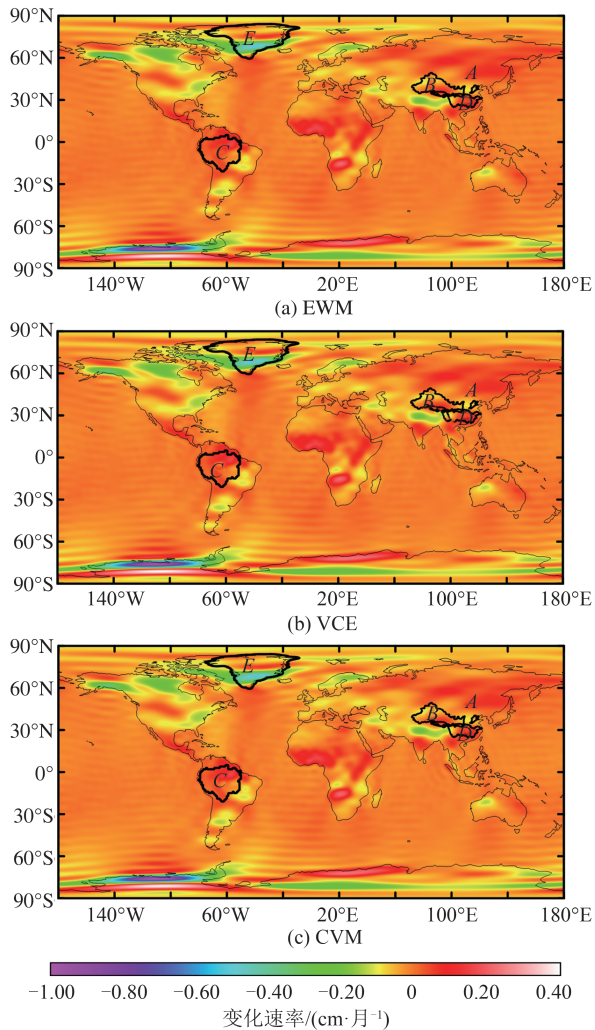 90°N
60°N
30°N
0°
30°S
60°S
90°S
E
A
B
D
C
140°W 60°W 20°E 100°E 180°E
(a) EWM
90°N
60°N
30°N
0°
30°S
60°S
90°S
E
A
B
D
C
140°W 60°W 20°E 100°E 180°E
(b) VCE
90°N
60°N
30°N
0°
30°S
60°S
90°S
E
A
B
D
C
140°W 60°W 20°E 100°E 180°E
(c) CVM
−1.00 −0.80 −0.60 −0.40 −0.20 0 0.20 0.40
变化速率/(cm·月⁻¹)